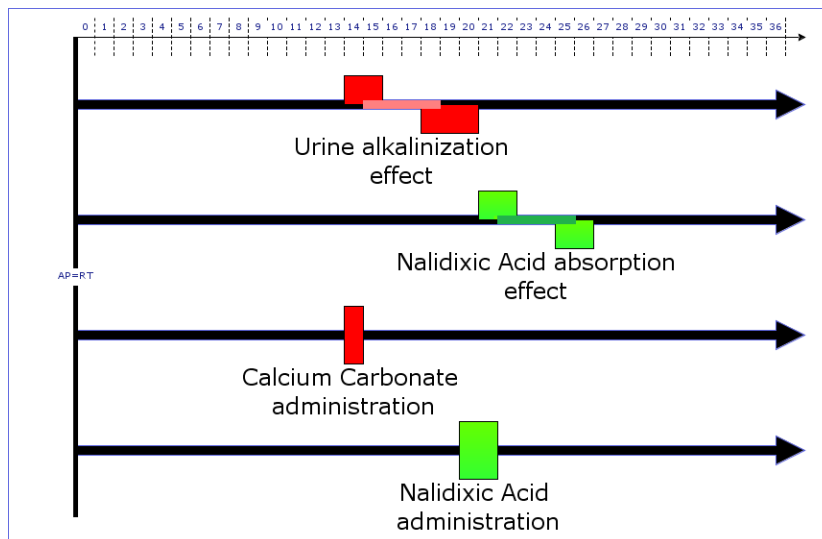 0 1 2 3 4 5 6 7 8 9 10 11 12 13 14 15 16 17 18 19 20 21 22 23 24 25 26 27 28 29 30 31 32 33 34 35 36
Urine alkalinization
effect
Nalidixic Acid absorption
effect
AP=RT
Calcium Carbonate
administration
Nalidixic Acid
administration